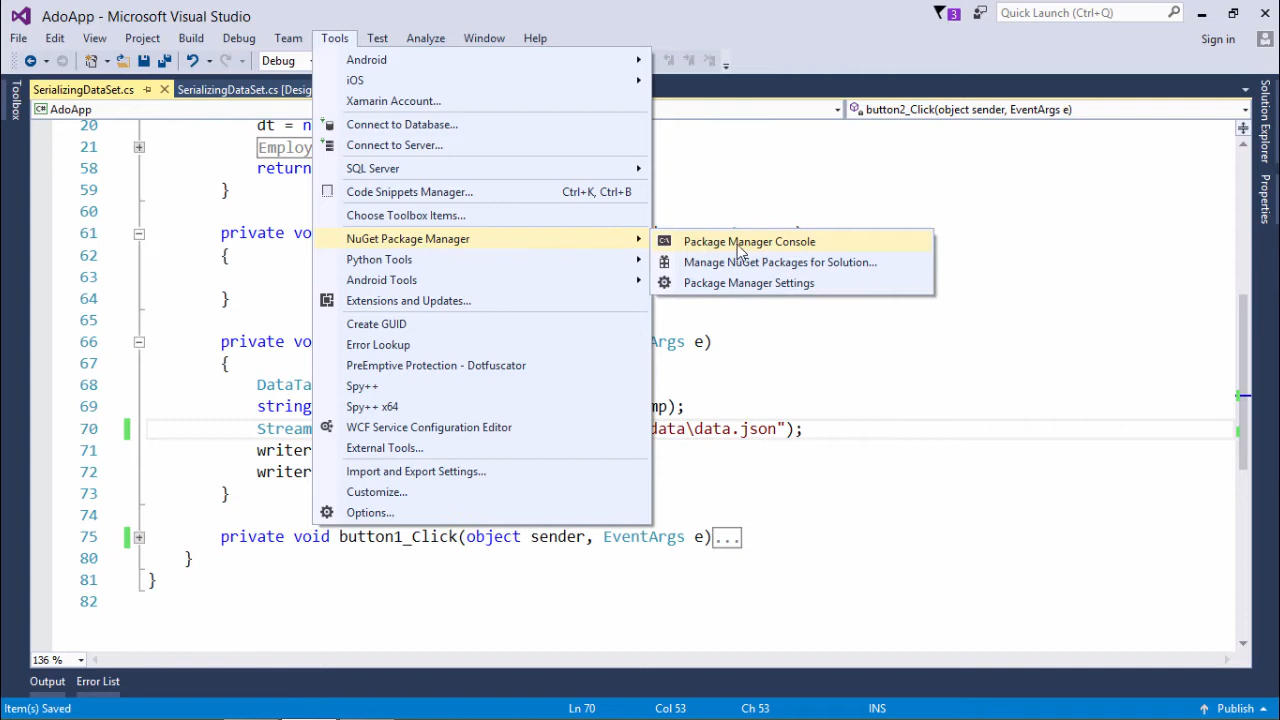 AdoApp - Microsoft Visual Studio
3
Quick Launch (Ctrl+Q)
File Edit View Project Build Debug Team Tools Test Analyze Window Help
Sign in
Debug
SerializingDataSet.cs
SerializingDataSet.cs [Desig
AdoApp
button2_Click(object sender, EventArgs e)
Toolbox
Solution Explorer
Properties
Android
iOS
Xamarin Account...
Connect to Database...
Connect to Server...
SQL Server
Code Snippets Manager... Ctrl+K, Ctrl+B
Choose Toolbox Items...
NuGet Package Manager
Python Tools
Android Tools
Extensions and Updates...
Create GUID
Error Lookup
PreEmptive Protection - Dotfuscator
Spy++
Spy++ x64
WCF Service Configuration Editor
External Tools...
Import and Export Settings...
Customize...
Options...
Package Manager Console
Manage NuGet Packages for Solution...
Package Manager Settings
20 dt = n
21 Employ
58 return
59 }
60
61 private vo
62 {
63
64 }
65
66 private vo Args e)
67 {
68 DataTa
69 string mp);
70 Stream data\data.json");
71 writer
72 writer
73 }
74
75 private void button1_Click(object sender, EventArgs e)...
80 }
81 }
82
136 %
Output Error List
Item(s) Saved Ln 70 Col 53 Ch 53 INS Publish